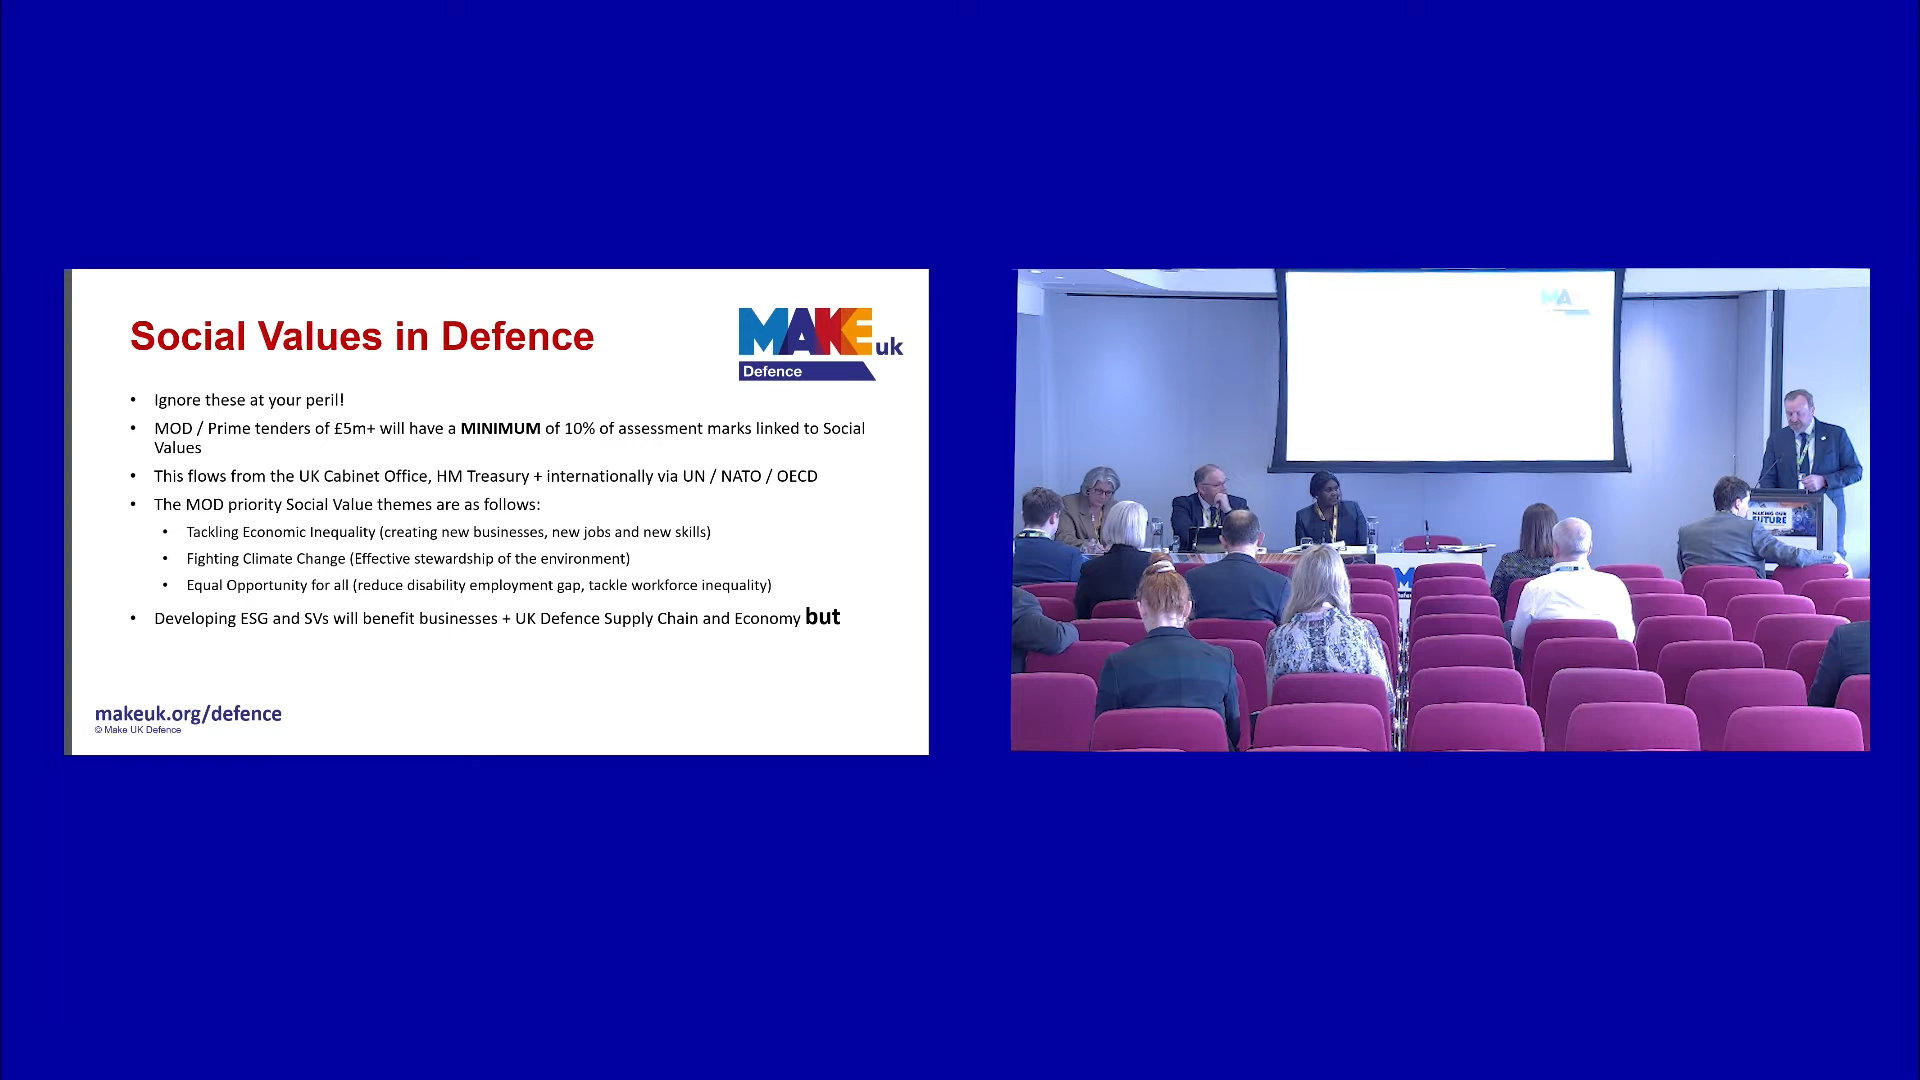 Social Values in Defence
MAKE uk
Defence
• Ignore these at your peril!
• MOD / Prime tenders of £5m+ will have a MINIMUM of 10% of assessment marks linked to Social
Values
• This flows from the UK Cabinet Office, HM Treasury + internationally via UN / NATO / OECD
• The MOD priority Social Value themes are as follows:
• Tackling Economic Inequality (creating new businesses, new jobs and new skills)
• Fighting Climate Change (Effective stewardship of the environment)
• Equal Opportunity for all (reduce disability employment gap, tackle workforce inequality)
• Developing ESG and SVs will benefit businesses + UK Defence Supply Chain and Economy but
makeuk.org/defence
© Make UK Defence
MA
MAKING OUR
FUTURE
M